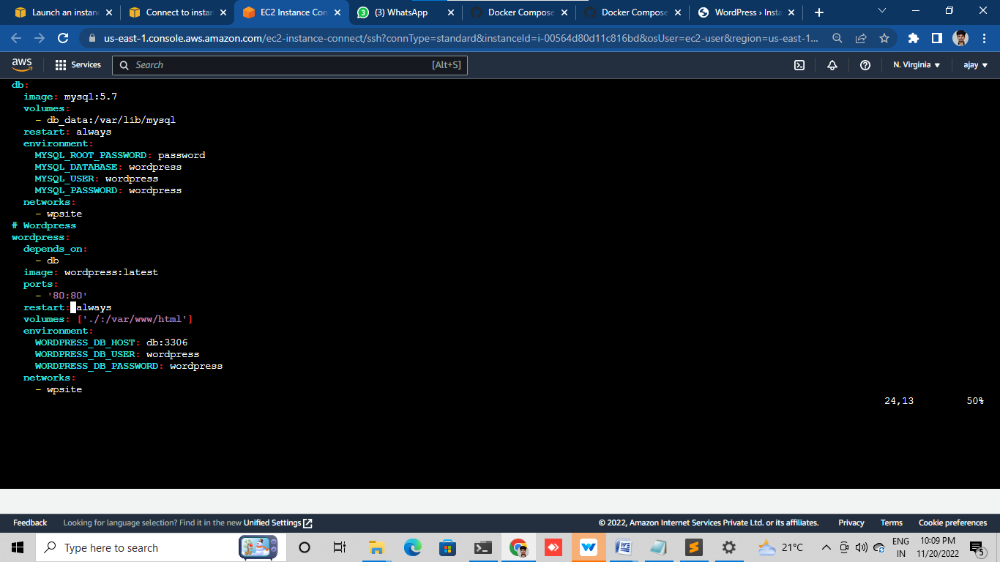 Launch an instan
Connect to instan
EC2 Instance Con
(3) WhatsApp
Docker Compose
Docker Compose
WordPress › Insta
us-east-1.console.aws.amazon.com/ec2-instance-connect/ssh?connType=standard&instanceId=i-00564d80d11c816bd&osUser=ec2-user&region=us-east-1...
aws
Services
Search
[Alt+S]
N. Virginia
ajay
db:
image: mysql:5.7
volumes:
- db_data:/var/lib/mysql
restart: always
environment:
MYSQL_ROOT_PASSWORD: password
MYSQL_DATABASE: wordpress
MYSQL_USER: wordpress
MYSQL_PASSWORD: wordpress
networks:
- wpsite
# Wordpress
wordpress:
depends_on:
- db
image: wordpress:latest
ports:
- '80:80'
restart: always
volumes: ['./:/var/www/html']
environment:
WORDPRESS_DB_HOST: db:3306
WORDPRESS_DB_USER: wordpress
WORDPRESS_DB_PASSWORD: wordpress
networks:
- wpsite
24,13 50%
Feedback
Looking for language selection? Find it in the new Unified Settings
© 2022, Amazon Internet Services Private Ltd. or its affiliates.
Privacy
Terms
Cookie preferences
Type here to search
21°C
ENG
IN
10:09 PM
11/20/2022
5